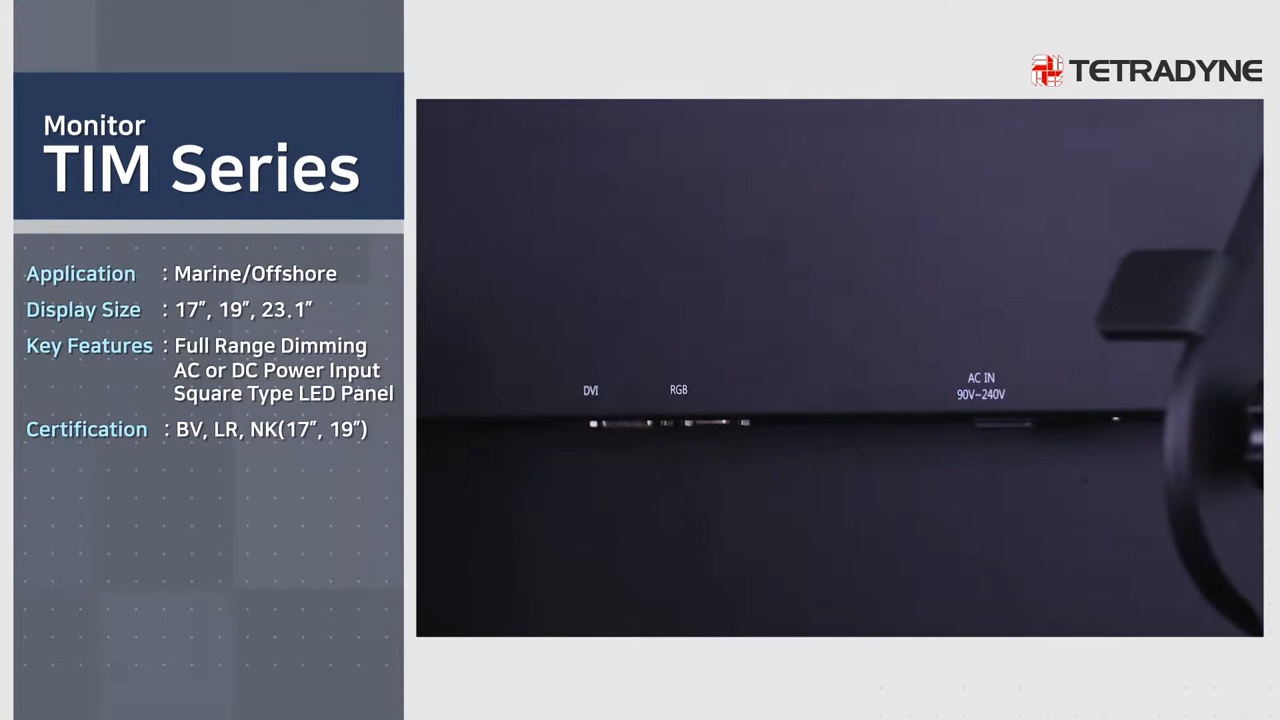 TETRADYNE
Monitor
TIM Series
Application : Marine/Offshore
Display Size : 17”, 19”, 23.1”
Key Features : Full Range Dimming
AC or DC Power Input
Square Type LED Panel
Certification : BV, LR, NK(17”, 19”)
DVI
RGB
AC IN
90V~240V